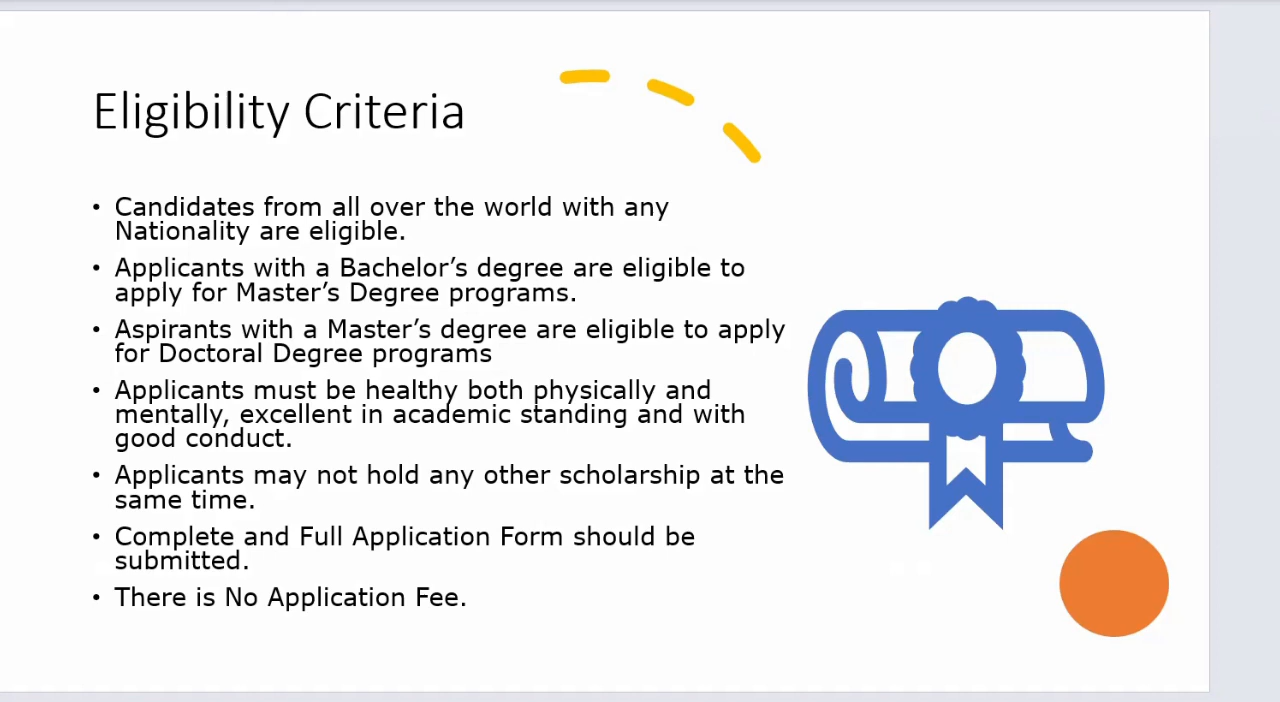 Eligibility Criteria
• Candidates from all over the world with any
Nationality are eligible.
• Applicants with a Bachelor’s degree are eligible to
apply for Master’s Degree programs.
• Aspirants with a Master’s degree are eligible to apply
for Doctoral Degree programs
• Applicants must be healthy both physically and
mentally, excellent in academic standing and with
good conduct.
• Applicants may not hold any other scholarship at the
same time.
• Complete and Full Application Form should be
submitted.
• There is No Application Fee.